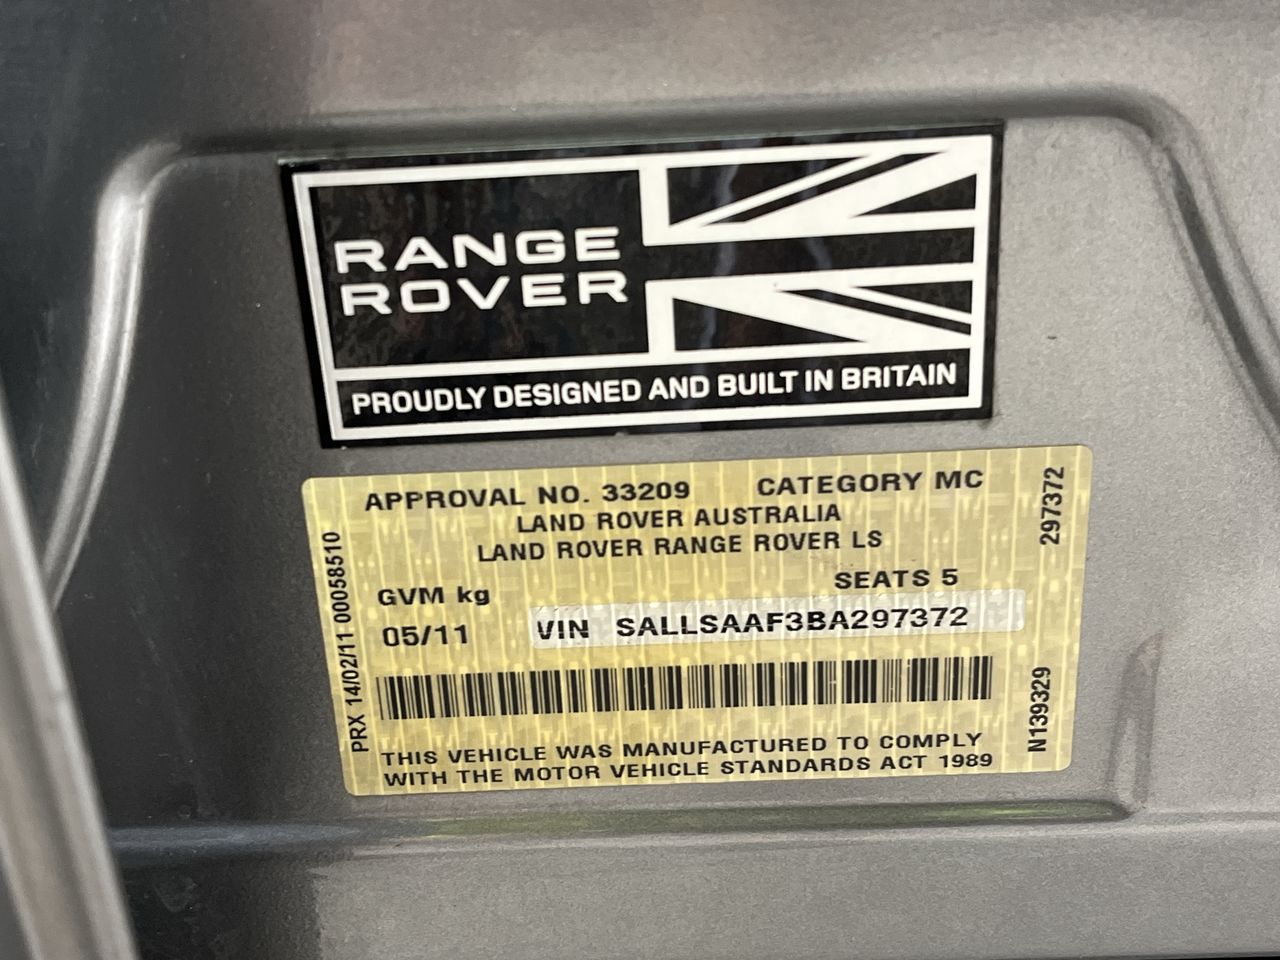 RANGE
ROVER
PROUDLY DESIGNED AND BUILT IN BRITAIN
APPROVAL NO. 33209 CATEGORY MC
LAND ROVER AUSTRALIA
LAND ROVER RANGE ROVER LS
GVM kg SEATS 5
05/11 VIN SALLSAAF3BA297372
THIS VEHICLE WAS MANUFACTURED TO COMPLY
WITH THE MOTOR VEHICLE STANDARDS ACT 1989
PRX 14/02/11 00058510
297372
N139329